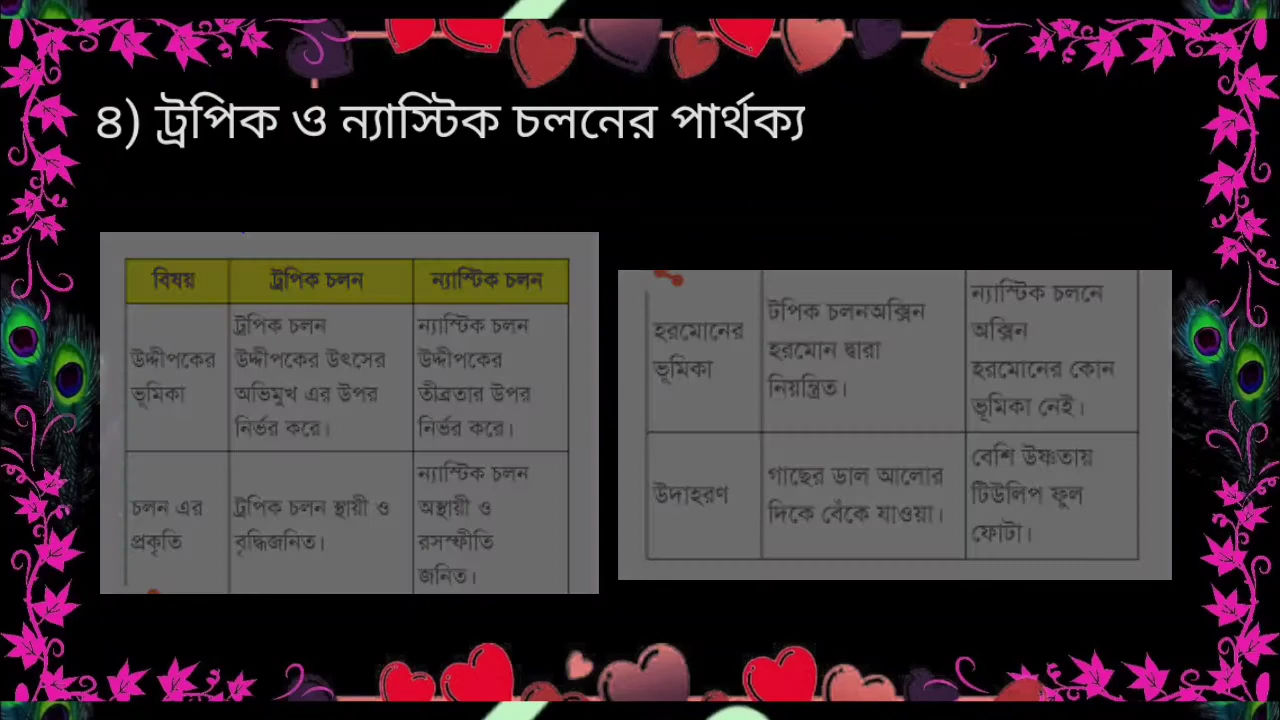 ৪) ট্রপিক ও ন্যাস্টিক চলনের পার্থক্য
বিষয় ট্রপিক চলন ন্যাস্টিক চলন
উদ্দীপকের
ভূমিকা
ট্রপিক চলন
উদ্দীপকের উৎসের
অভিমুখ এর উপর
নির্ভর করে।
ন্যাস্টিক চলন
উদ্দীপকের
তীব্রতার উপর
নির্ভর করে।
চলন এর
প্রকৃতি
ট্রপিক চলন স্থায়ী ও
বৃদ্ধিজনিত।
ন্যাস্টিক চলন
অস্থায়ী ও
রসস্ফীতি
জনিত।
হরমোনের
ভূমিকা
টপিক চলনঅক্সিন
হরমোন দ্বারা
নিয়ন্ত্রিত।
ন্যাস্টিক চলনে
অক্সিন
হরমোনের কোন
ভূমিকা নেই।
উদাহরণ
গাছের ডাল আলোর
দিকে বেঁকে যাওয়া।
বেশি উষ্ণতায়
টিউলিপ ফুল
ফোটা।